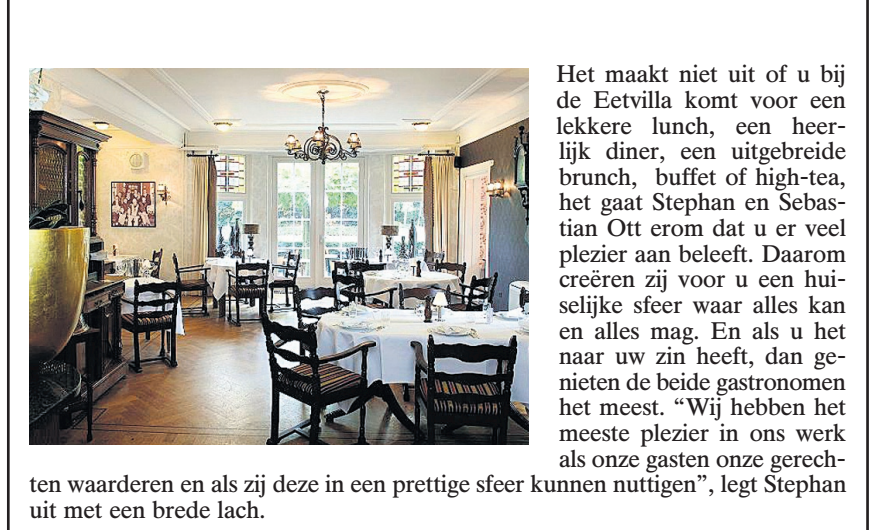 Het maakt niet uit of u bij
de Eetvilla komt voor een
lekkere lunch, een heer-
lijk diner, een uitgebreide
brunch, buffet of high-tea,
het gaat Stephan en Sebas-
tian Ott erom dat u er veel
plezier aan beleeft. Daarom
creëren zij voor u een hui-
selijke sfeer waar alles kan
en alles mag. En als u het
naar uw zin heeft, dan ge-
nieten de beide gastronomen
het meest. “Wij hebben het
meeste plezier in ons werk
als onze gasten onze gerech-
ten waarderen en als zij deze in een prettige sfeer kunnen nuttigen”, legt Stephan
uit met een brede lach.